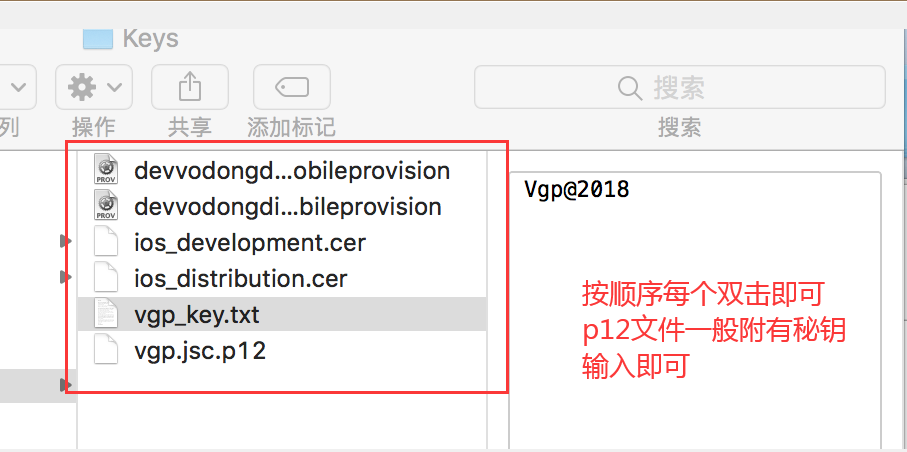 Keys
搜索
列
操作
共享
添加标记
搜索
PROV
devvodongd...obileprovision
PROV
devvodongdi...bileprovision
ios_development.cer
ios_distribution.cer
vgp_key.txt
vgp.jsc.p12
Vgp@2018
按顺序每个双击即可
p12文件一般附有秘钥
输入即可